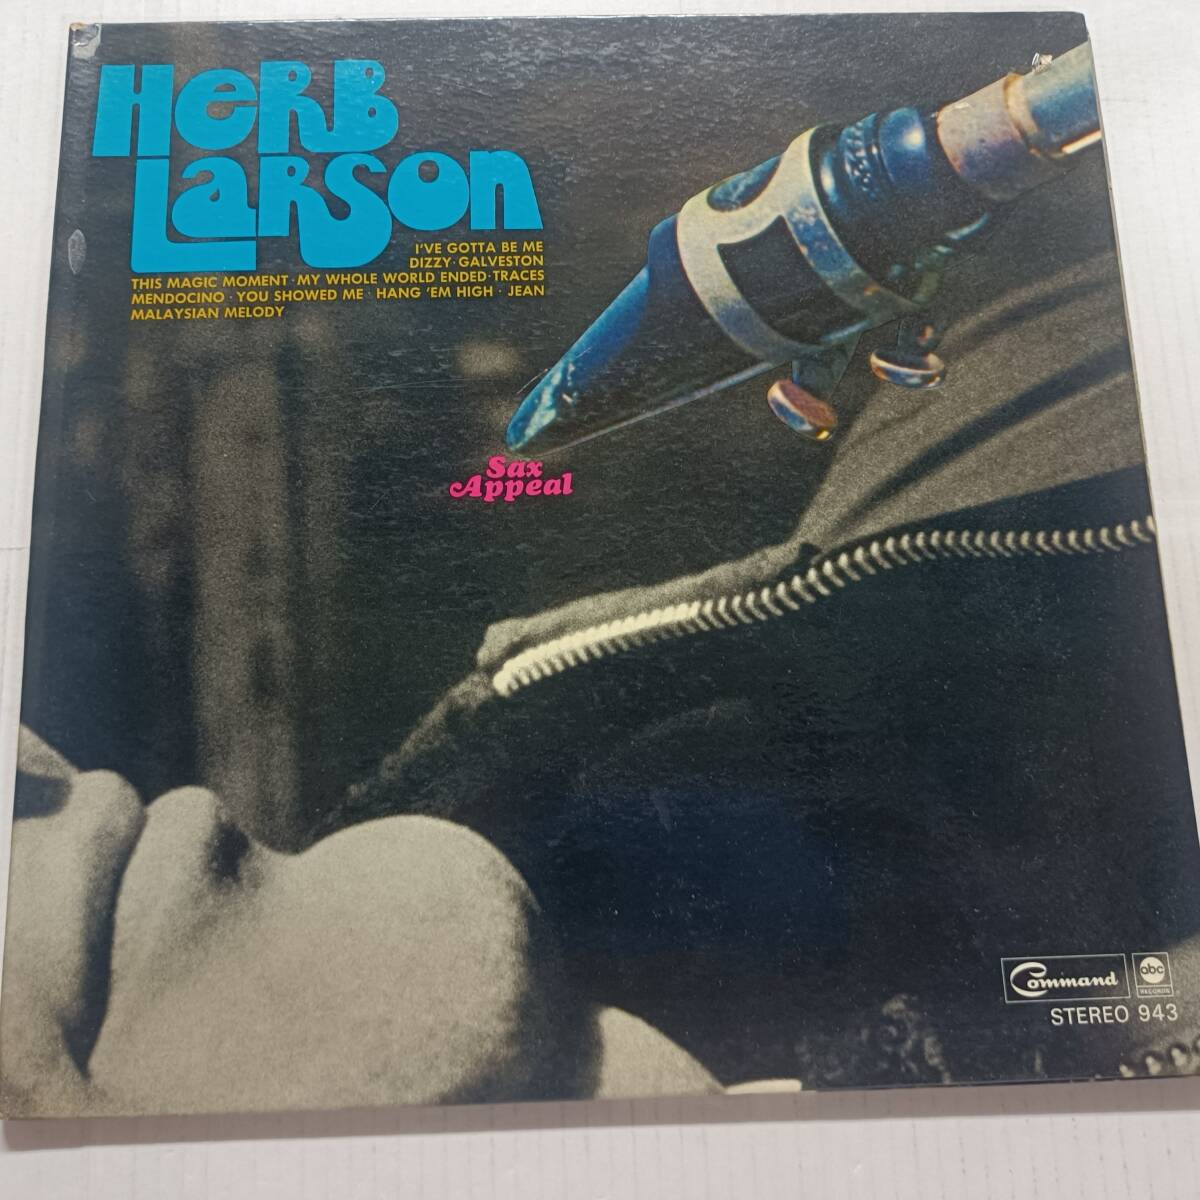 HERB
LARSON
I'VE GOTTA BE ME
DIZZY · GALVESTON
THIS MAGIC MOMENT · MY WHOLE WORLD ENDED · TRACES
MENDOCINO · YOU SHOWED ME · HANG 'EM HIGH · JEAN
MALAYSIAN MELODY
Sax
Appeal
Command
abc
RECORDS
STEREO 943